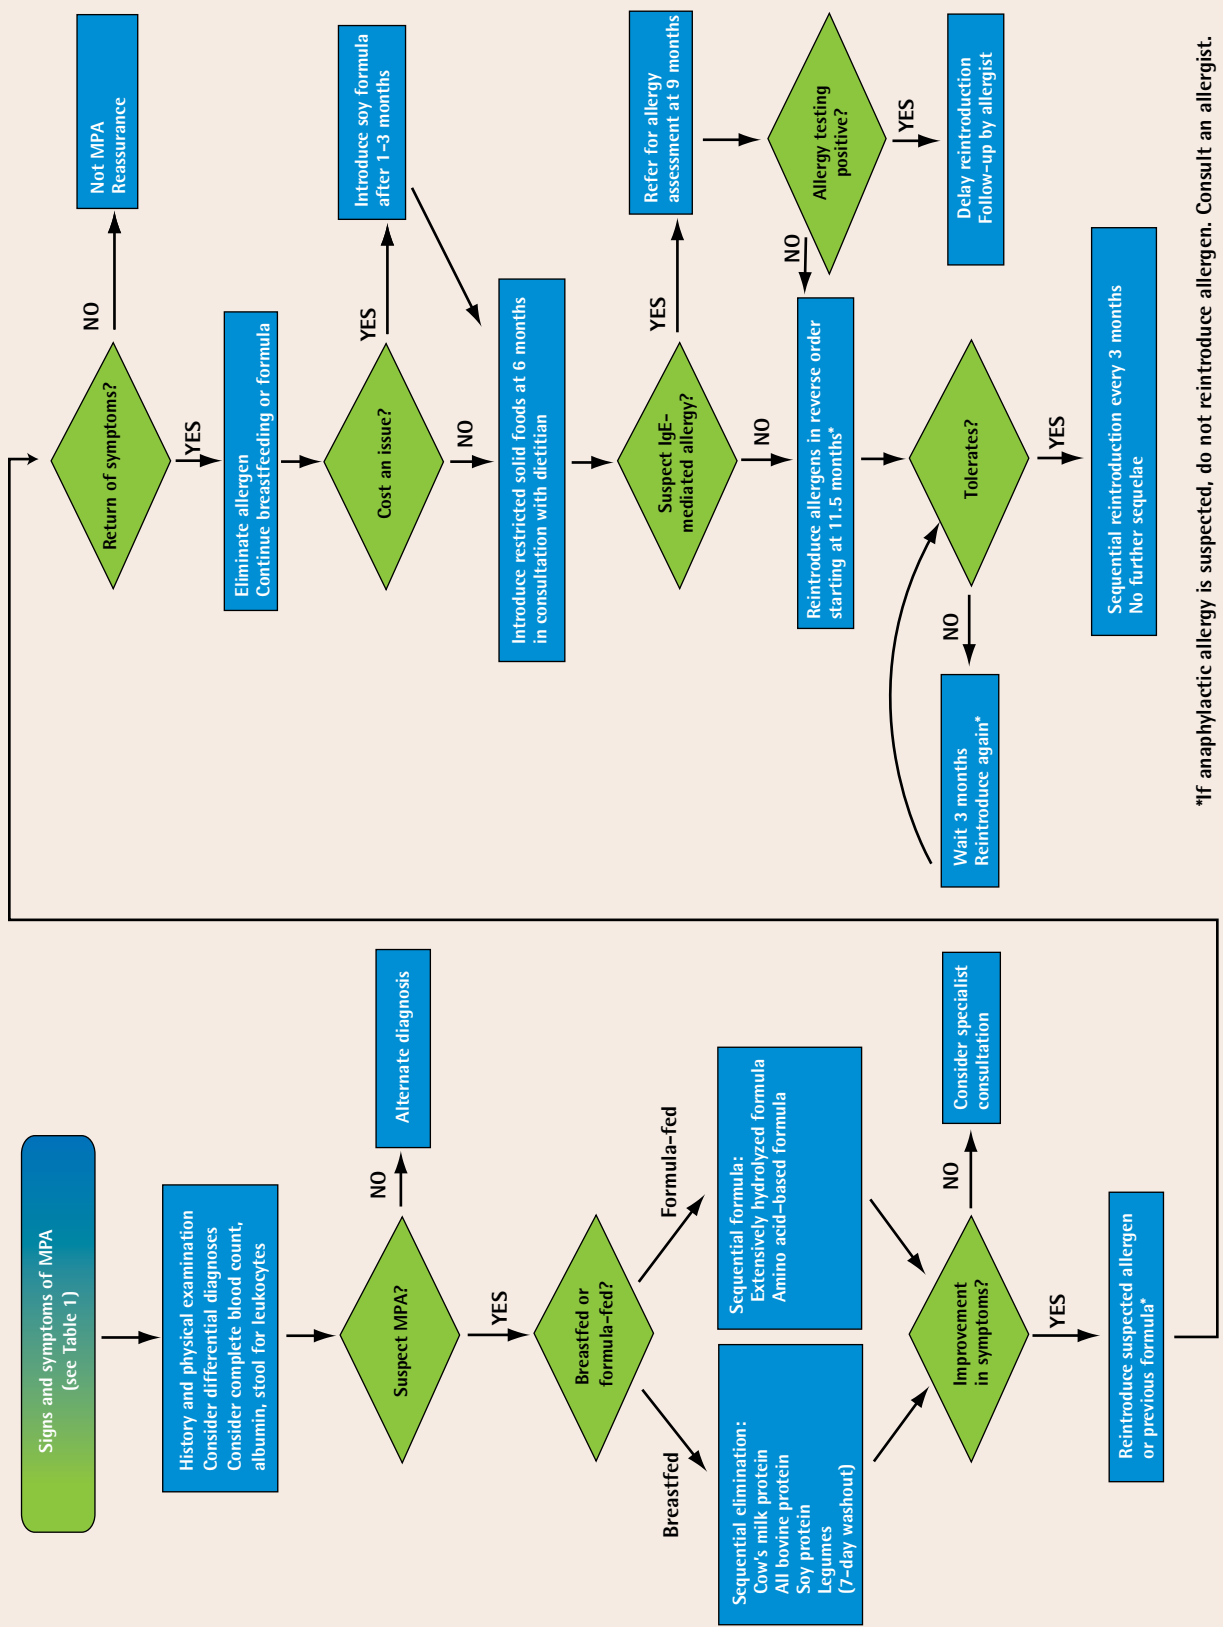 Signs and symptoms of MPA
(see Table 1)
History and physical examination
Consider differential diagnoses
Consider complete blood count,
albumin, stool for leukocytes
Suspect MPA?
NO
Alternate diagnosis
YES
Breastfed or
formula-fed?
Breastfed
Formula-fed
Sequential elimination:
Cow's milk protein
All bovine protein
Soy protein
Legumes
(7-day washout)
Sequential formula:
Extensively hydrolyzed formula
Amino acid-based formula
Improvement
in symptoms?
NO
Consider specialist
consultation
YES
Reintroduce suspected allergen
or previous formula*
Return of symptoms?
NO
Not MPA
Reassurance
YES
Eliminate allergen
Continue breastfeeding or formula
Cost an issue?
YES
Introduce soy formula
after 1–3 months
NO
Introduce restricted solid foods at 6 months
in consultation with dietitian
Suspect IgE-
mediated allergy?
YES
Refer for allergy
assessment at 9 months
NO
Allergy testing
positive?
NO
YES
Delay reintroduction
Follow-up by allergist
Reintroduce allergens in reverse order
starting at 11.5 months*
Tolerates?
NO
Wait 3 months
Reintroduce again*
YES
Sequential reintroduction every 3 months
No further sequelae
*If anaphylactic allergy is suspected, do not reintroduce allergen. Consult an allergist.